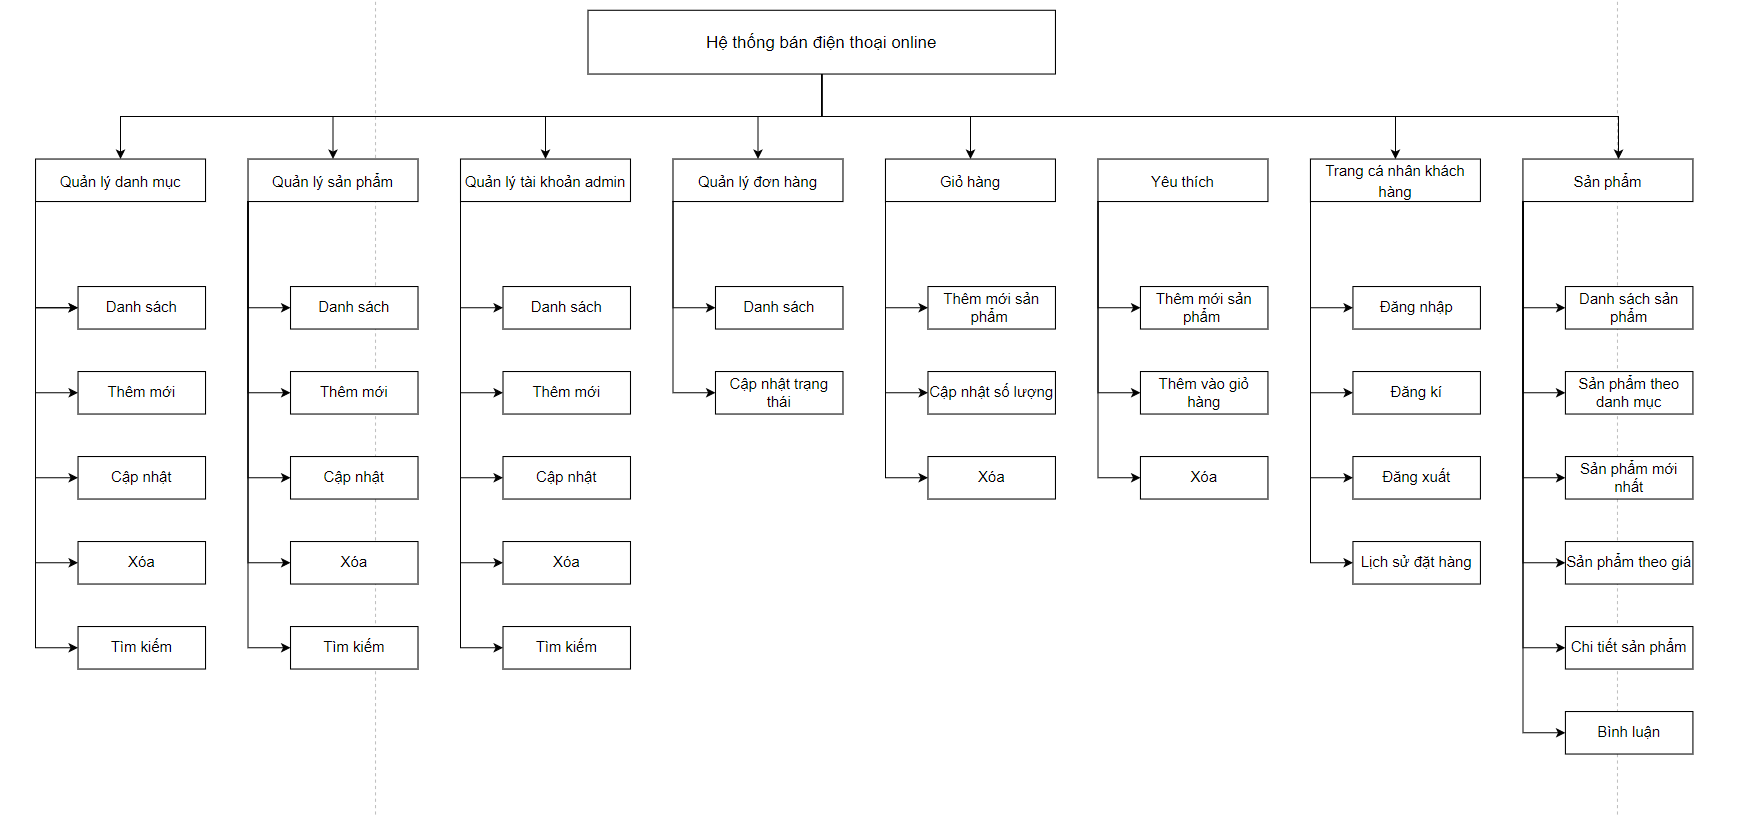 Hệ thống bán điện thoại online
Quản lý danh mục
Quản lý sản phẩm
Quản lý tài khoản admin
Quản lý đơn hàng
Giỏ hàng
Yêu thích
Trang cá nhân khách
hàng
Sản phẩm
Danh sách
Thêm mới
Cập nhật
Xóa
Tìm kiếm
Danh sách
Thêm mới
Cập nhật
Xóa
Tìm kiếm
Danh sách
Thêm mới
Cập nhật
Xóa
Tìm kiếm
Danh sách
Cập nhật trạng
thái
Thêm mới sản
phẩm
Cập nhật số lượng
Xóa
Thêm mới sản
phẩm
Thêm vào giỏ
hàng
Xóa
Đăng nhập
Đăng kí
Đăng xuất
Lịch sử đặt hàng
Danh sách sản
phẩm
Sản phẩm theo
danh mục
Sản phẩm mới
nhất
Sản phẩm theo giá
Chi tiết sản phẩm
Bình luận